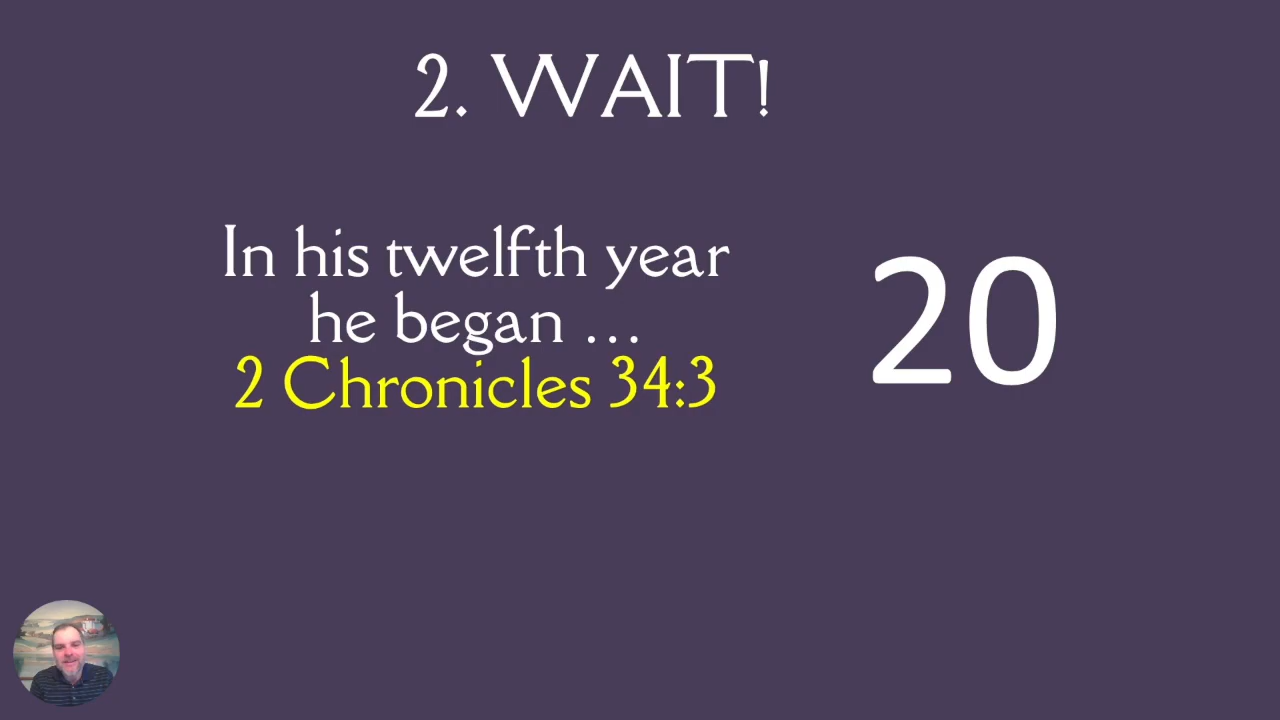 2. WAIT!
In his twelfth year
he began ...
2 Chronicles 34:3
20